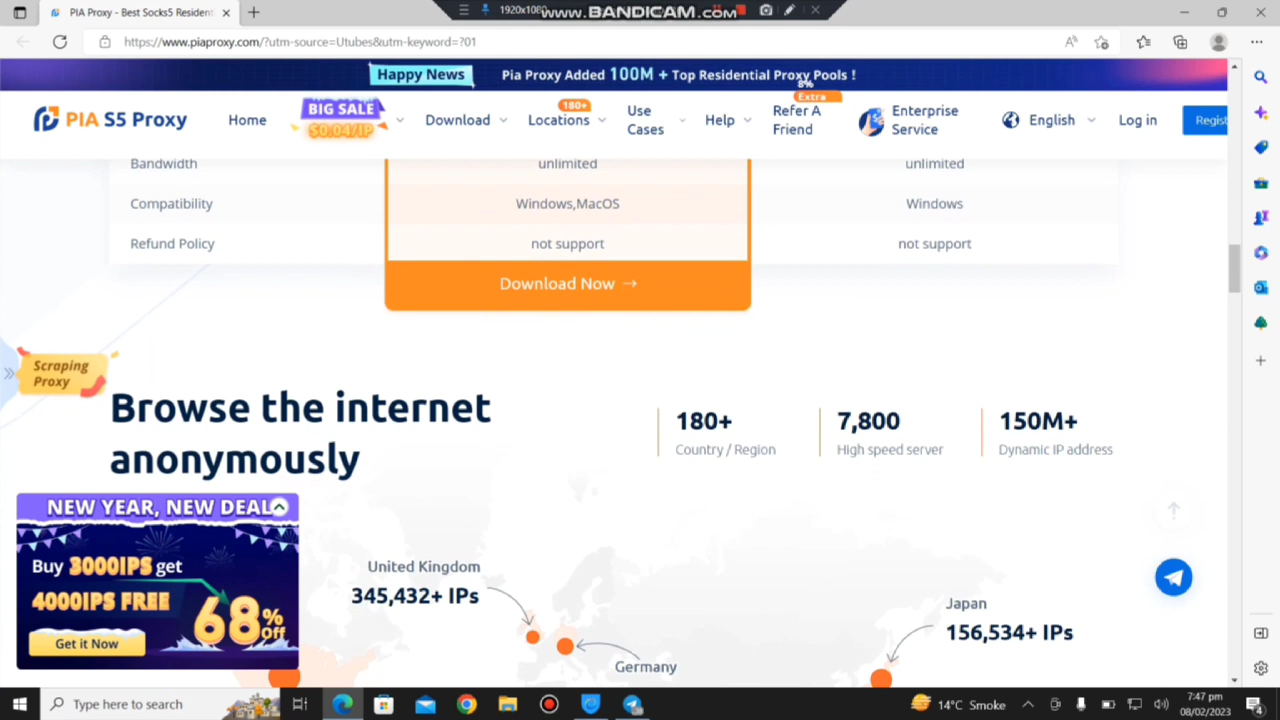 1920x1080
www.BANDICAM.com
PIA Proxy - Best Socks5 Resident
https://www.piaproxy.com/?utm-source=Utubes&utm-keyword=?01
Happy News
Pia Proxy Added 100M + Top Residential Proxy Pools !
PIA S5 Proxy
Home
BIG SALE
$0.04/IP
Download
180+
Locations
Use
Cases
Help
8%
Extra
Refer A
Friend
Enterprise
Service
English
Log in
Regist
Bandwidth
unlimited
unlimited
Compatibility
Windows,MacOS
Windows
Refund Policy
not support
not support
Download Now →
Scraping
Proxy
Browse the internet
anonymously
180+
Country / Region
7,800
High speed server
150M+
Dynamic IP address
NEW YEAR, NEW DEAL
Buy 3000IPS get
4000IPS FREE
68% Off
Get it Now
United Kingdom
345,432+ IPs
Germany
Japan
156,534+ IPs
Type here to search
14°C Smoke
7:47 pm
08/02/2023
4